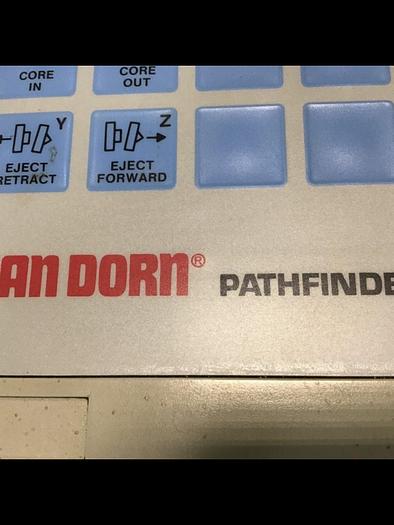 CORE
IN
CORE
OUT
Y
EJECT
RETRACT
Z
EJECT
FORWARD
AN DORN®
PATHFINDE